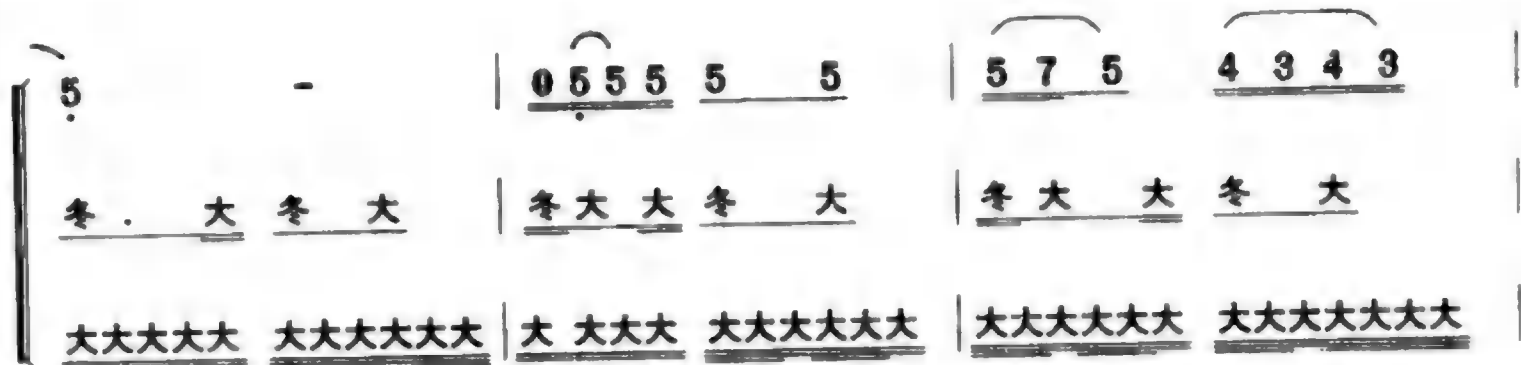 5 - | 0 5 5 5 5 5 | 5 7 5 4 3 4 3 |
冬 . 大 冬 大 | 冬 大 大 冬 大 | 冬 大 大 冬 大 |
大大大大大 大大大大大大 | 大 大大大 大大大大大大 | 大大大大大大 大大大大大大大 |